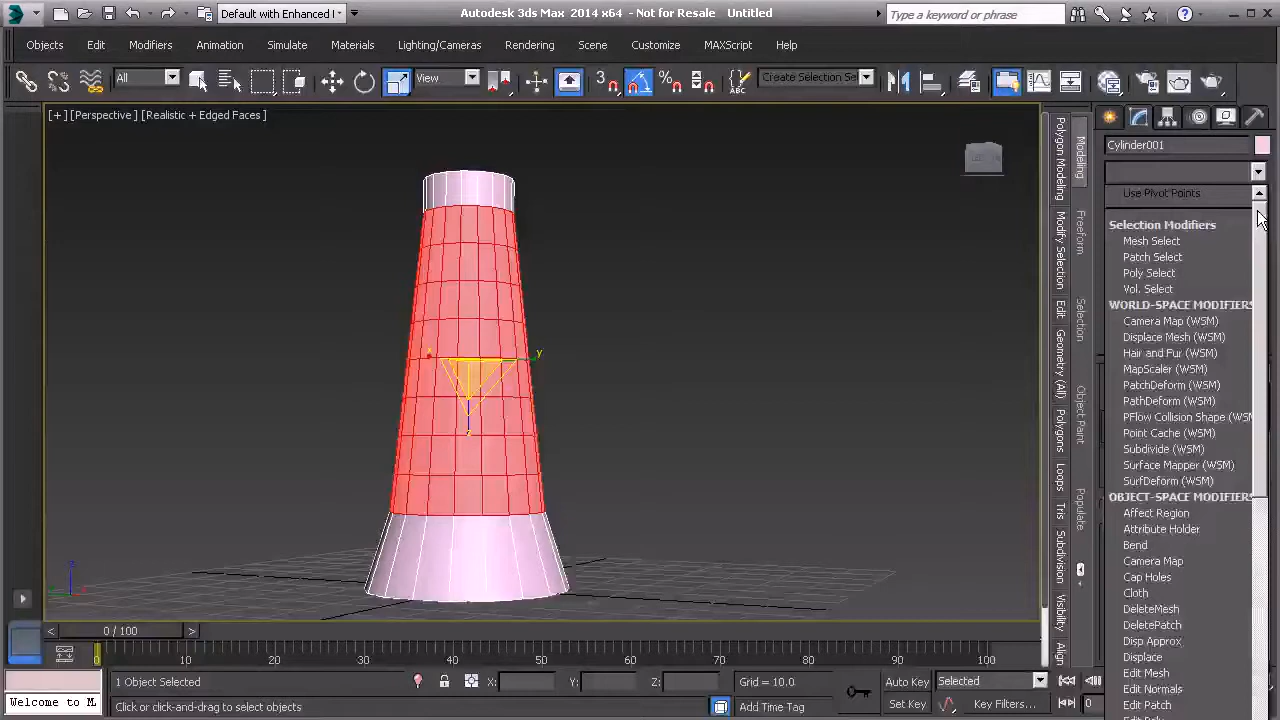 Default with Enhanced
Autodesk 3ds Max 2014 x64 - Not for Resale Untitled
Type a keyword or phrase
Objects Edit Modifiers Animation Simulate Materials Lighting/Cameras Rendering Scene Customize MAXScript Help
All View 3 % ABC Create Selection Se
[+] [Perspective] [Realistic + Edged Faces]
y
x
z
Polygon Modeling
Modify Selection
Edit
Geometry (All)
Polygons
Loops
Tris
Subdivision
Visibility
Align
Modeling
Freeform
Selection
Object Paint
Populate
Cylinder001
Use Pivot Points
Selection Modifiers
Mesh Select
Patch Select
Poly Select
Vol. Select
WORLD-SPACE MODIFIERS
Camera Map (WSM)
Displace Mesh (WSM)
Hair and Fur (WSM)
MapScaler (WSM)
PatchDeform (WSM)
PathDeform (WSM)
PFlow Collision Shape (WSM
Point Cache (WSM)
Subdivide (WSM)
Surface Mapper (WSM)
SurfDeform (WSM)
OBJECT-SPACE MODIFIERS
Affect Region
Attribute Holder
Bend
Camera Map
Cap Holes
Cloth
DeleteMesh
DeletePatch
Disp Approx
Displace
Edit Mesh
Edit Normals
Edit Patch
< 0 / 100 >
0 10 20 30 40 50 60 70 80 90 100
1 Object Selected X: Y: Z: Grid = 10.0 Auto Key Selected
Welcome to M Click or click-and-drag to select objects Add Time Tag Set Key Key Filters... 0